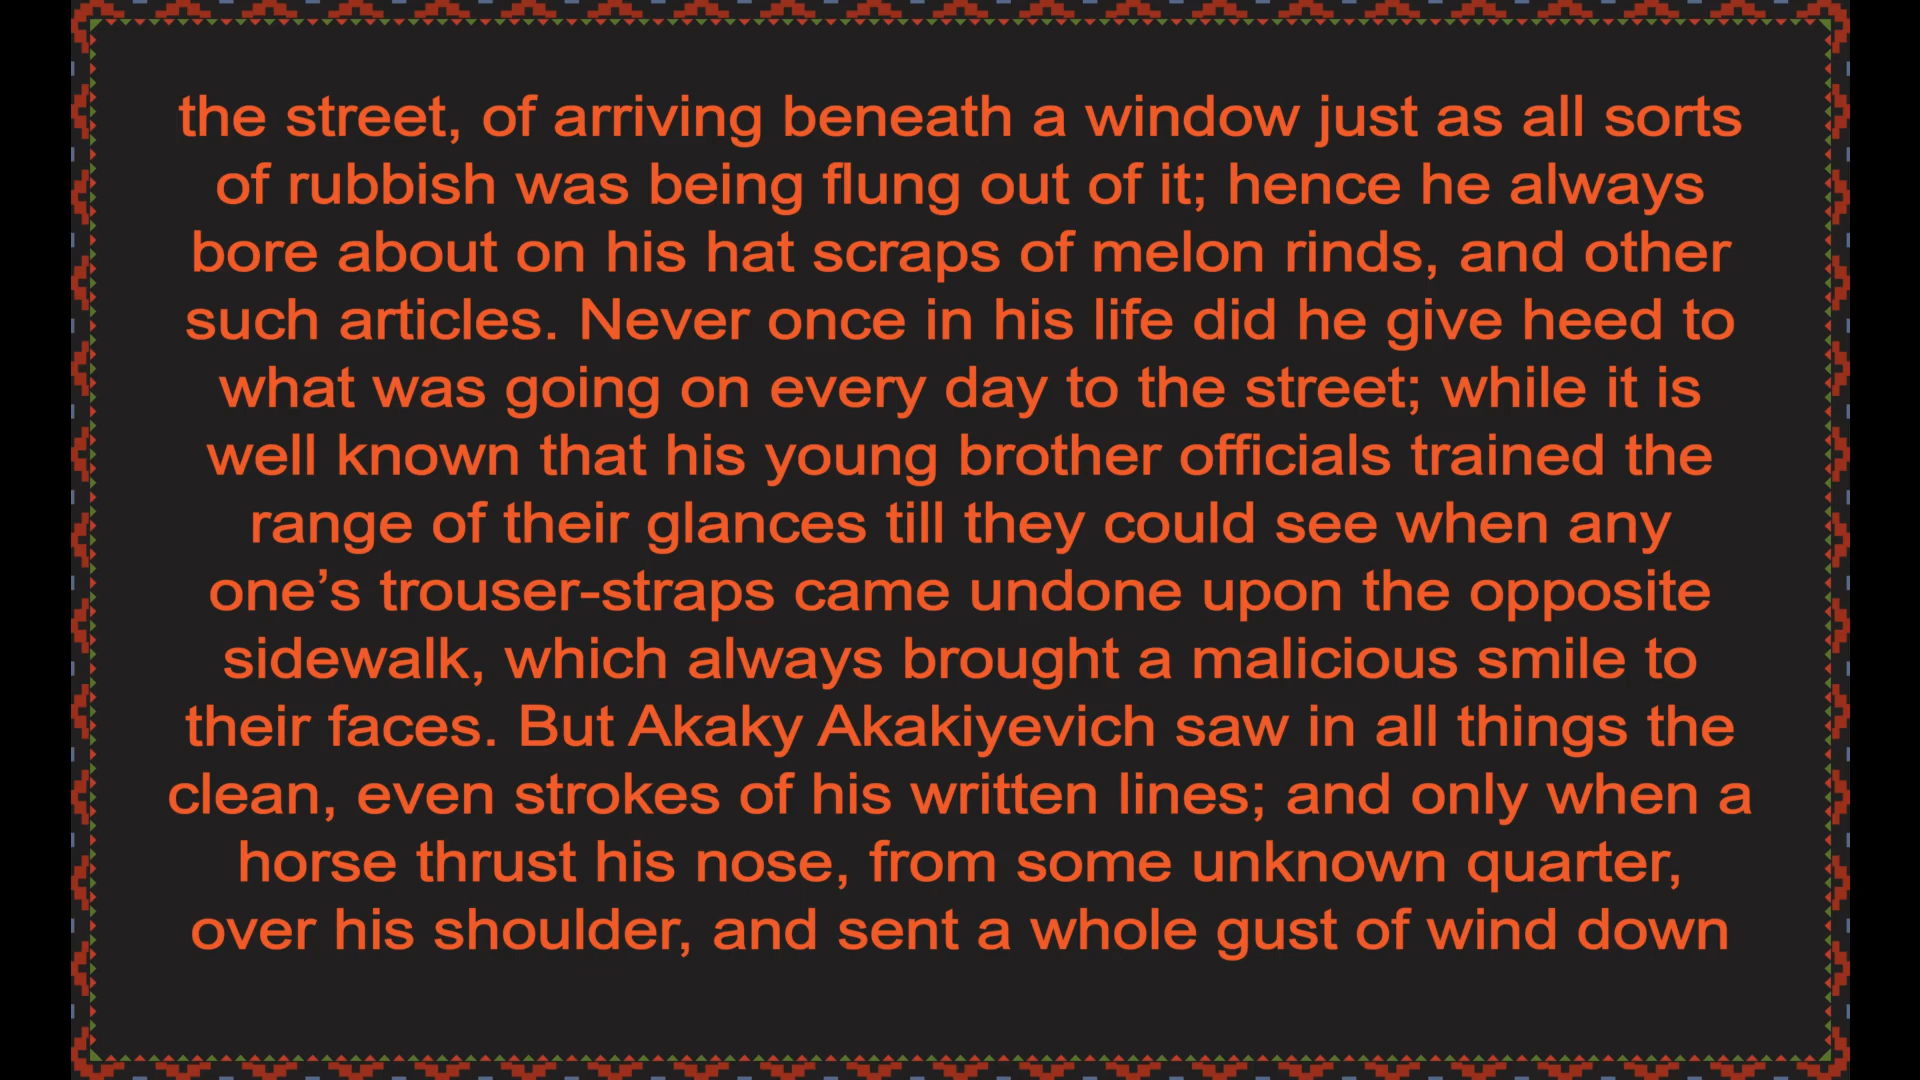 the street, of arriving beneath a window just as all sorts
of rubbish was being flung out of it; hence he always
bore about on his hat scraps of melon rinds, and other
such articles. Never once in his life did he give heed to
what was going on every day to the street; while it is
well known that his young brother officials trained the
range of their glances till they could see when any
one’s trouser-straps came undone upon the opposite
sidewalk, which always brought a malicious smile to
their faces. But Akaky Akakiyevich saw in all things the
clean, even strokes of his written lines; and only when a
horse thrust his nose, from some unknown quarter,
over his shoulder, and sent a whole gust of wind down